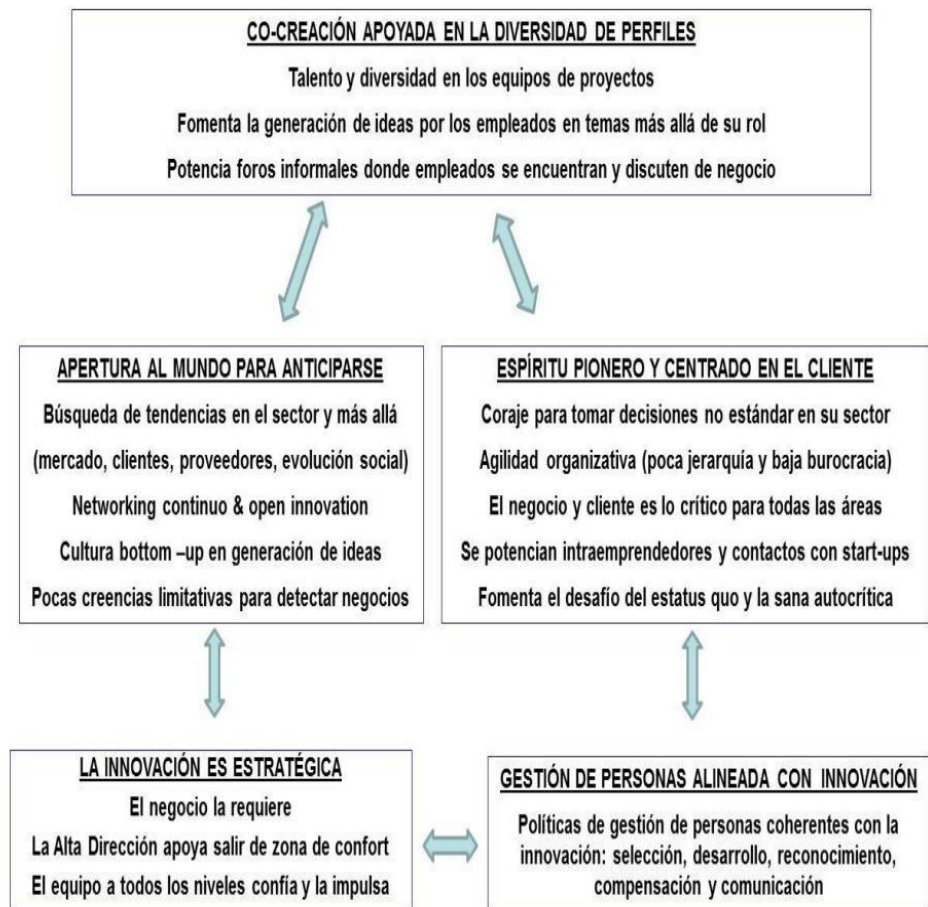 CO-CREACIÓN APOYADA EN LA DIVERSIDAD DE PERFILES
Talento y diversidad en los equipos de proyectos
Fomenta la generación de ideas por los empleados en temas más allá de su rol
Potencia foros informales donde empleados se encuentran y discuten de negocio
APERTURA AL MUNDO PARA ANTICIPARSE
Búsqueda de tendencias en el sector y más allá
(mercado, clientes, proveedores, evolución social)
Networking continuo & open innovation
Cultura bottom –up en generación de ideas
Pocas creencias limitativas para detectar negocios
ESPÍRITU PIONERO Y CENTRADO EN EL CLIENTE
Coraje para tomar decisiones no estándar en su sector
Agilidad organizativa (poca jerarquía y baja burocracia)
El negocio y cliente es lo crítico para todas las áreas
Se potencian intraemprendedores y contactos con start-ups
Fomenta el desafío del estatus quo y la sana autocrítica
LA INNOVACIÓN ES ESTRATÉGICA
El negocio la requiere
La Alta Dirección apoya salir de zona de confort
El equipo a todos los niveles confía y la impulsa
GESTIÓN DE PERSONAS ALINEADA CON INNOVACIÓN
Políticas de gestión de personas coherentes con la
innovación: selección, desarrollo, reconocimiento,
compensación y comunicación